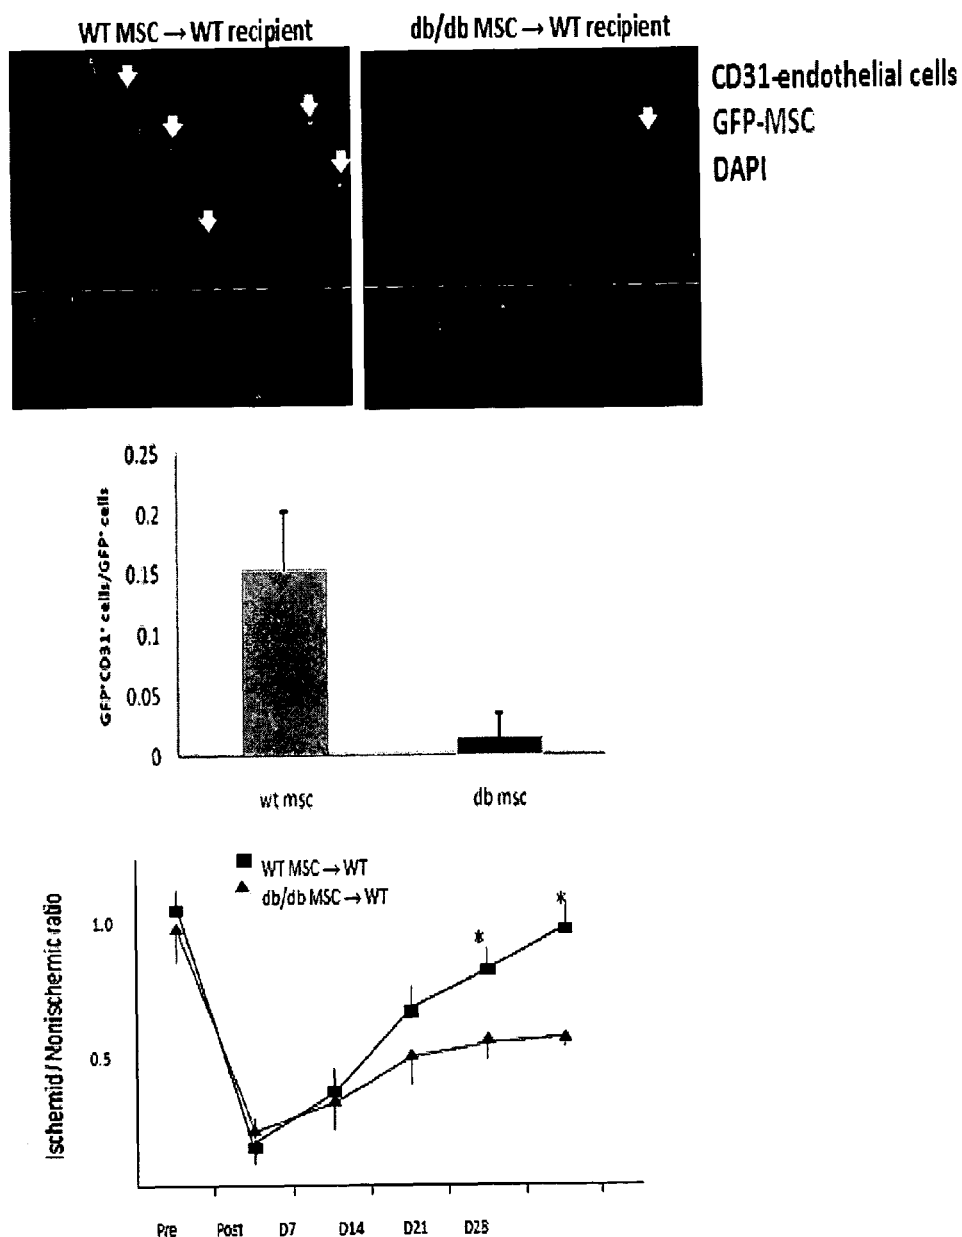 WT MSC → WT recipient
db/db MSC → WT recipient
CD31-endothelial cells
GFP-MSC
DAPI
0.25
0.2
0.15
0.1
0.05
0
GFP⁺CD31⁺ cells/GFP⁺ cells
wt msc
db msc
WT MSC → WT
db/db MSC → WT
*
*
1.0
0.5
Ischemid / Nonischemic ratio
Pre Post D7 D14 D21 D28